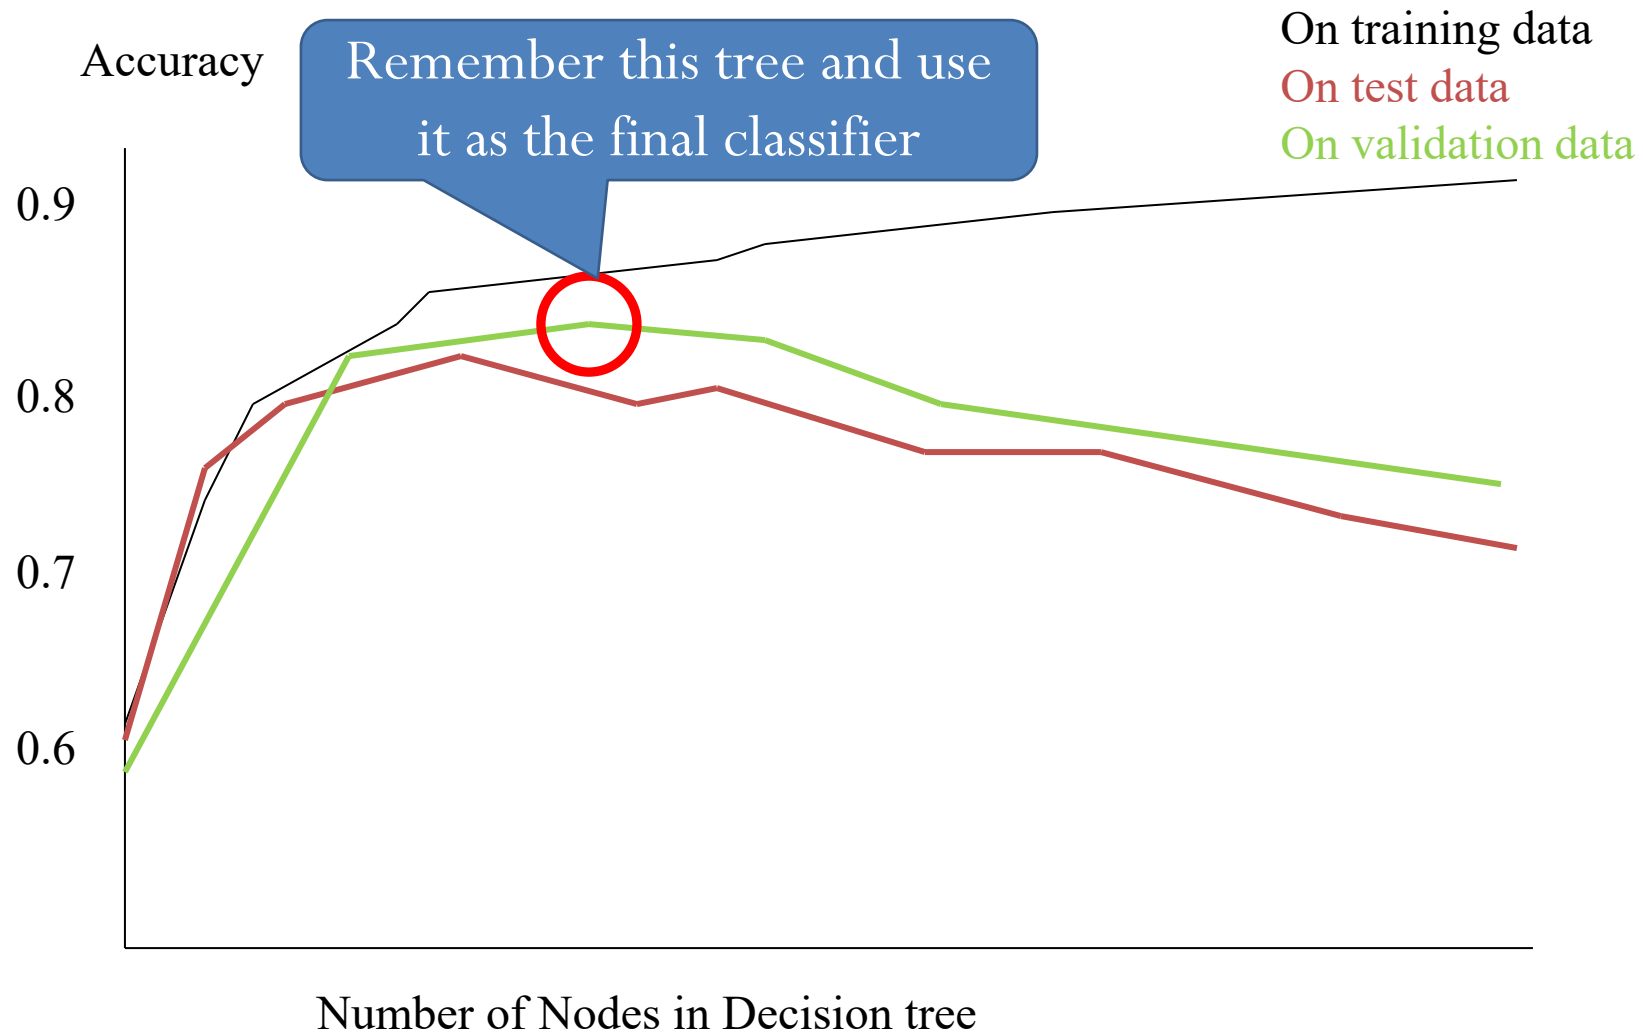 Accuracy
Remember this tree and use
it as the final classifier
On training data
On test data
On validation data
0.9
0.8
0.7
0.6
Number of Nodes in Decision tree